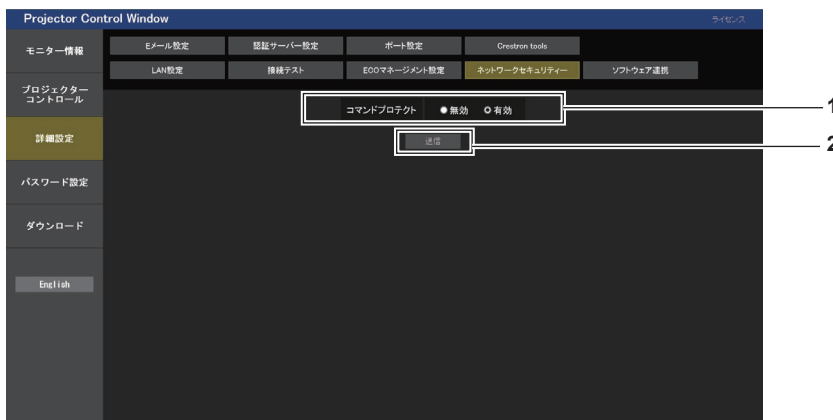 Projector Control Window
ライセンス
モニター情報
Eメール設定
認証サーバー設定
ポート設定
Crestron tools
LAN設定
接続テスト
ECOマネージメント設定
ネットワークセキュリティー
ソフトウェア連携
プロジェクター
コントロール
コマンドプロテクト
無効
有効
1
詳細設定
送信
2
パスワード設定
ダウンロード
English